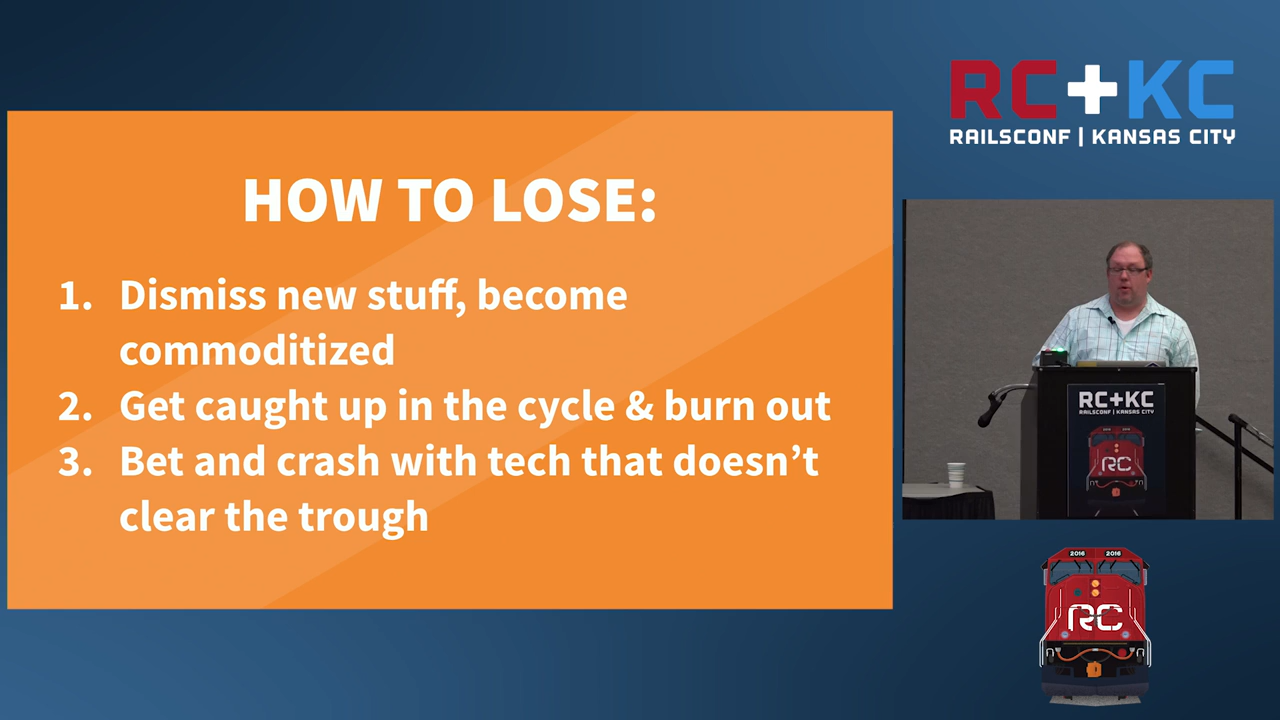 RC+KC
RAILSCONF | KANSAS CITY
HOW TO LOSE:
1. Dismiss new stuff, become
commoditized
2. Get caught up in the cycle & burn out
3. Bet and crash with tech that doesn't
clear the trough
RC+KC
RAILSCONF | KANSAS CITY
RC
2016 2016
RC